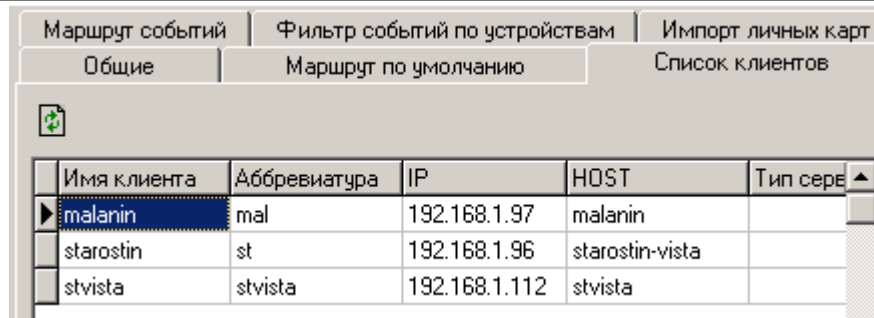 Маршрут событий Фильтр событий по устройствам Импорт личных карт
Общие Маршрут по умолчанию Список клиентов
Имя клиента Аббревиатура IP HOST Тип серв
malanin mal 192.168.1.97 malanin
starostin st 192.168.1.96 starostin-vista
stvista stvista 192.168.1.112 stvista